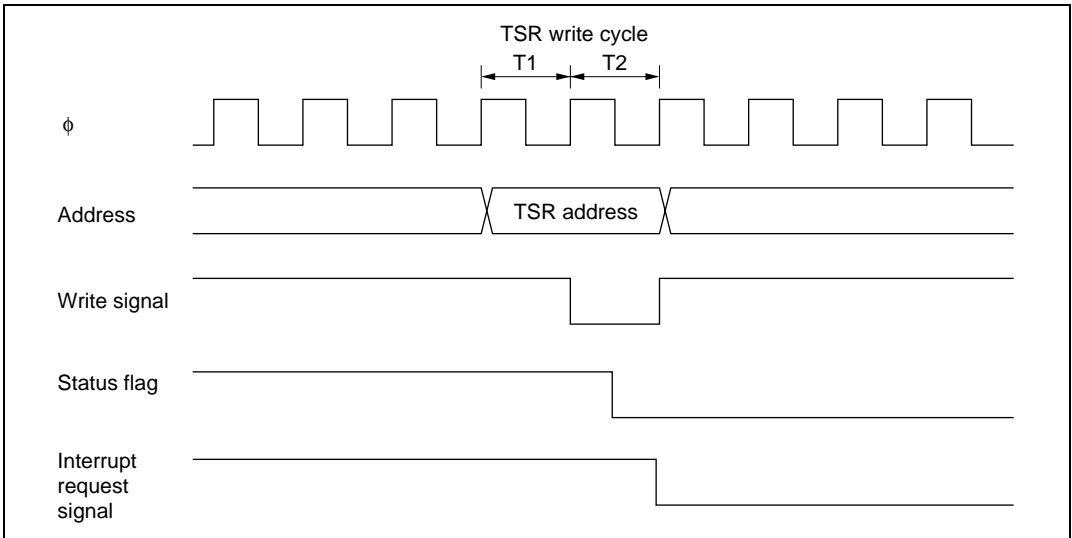 TSR write cycle
T1 T2
ϕ
Address
TSR address
Write signal
Status flag
Interrupt
request
signal